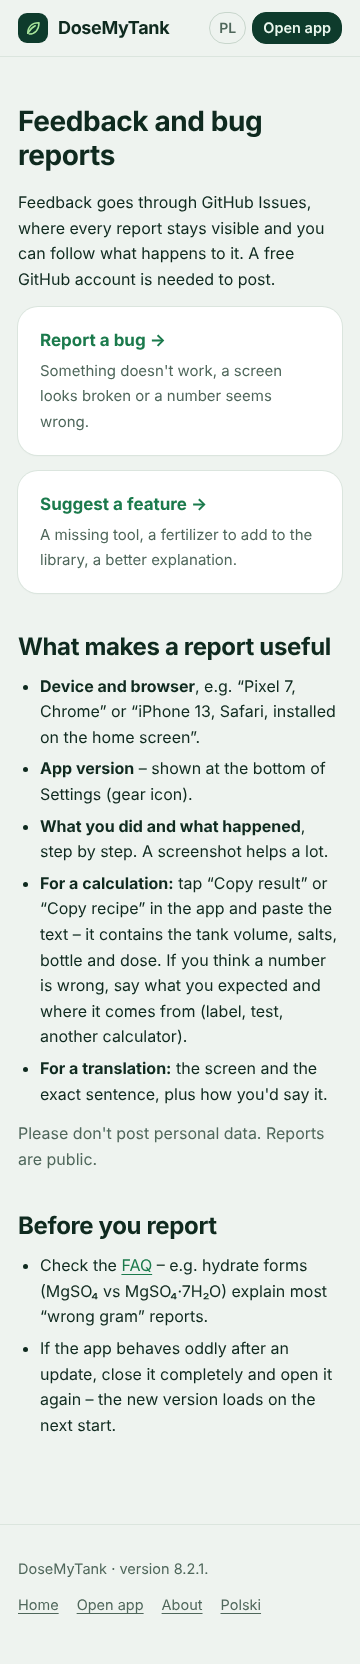 DoseMyTank
PL
Open app
Feedback and bug
reports
Feedback goes through GitHub Issues,
where every report stays visible and you
can follow what happens to it. A free
GitHub account is needed to post.
Report a bug →
Something doesn't work, a screen
looks broken or a number seems
wrong.
Suggest a feature →
A missing tool, a fertilizer to add to the
library, a better explanation.
What makes a report useful
• Device and browser, e.g. “Pixel 7,
Chrome” or “iPhone 13, Safari, installed
on the home screen”.
• App version – shown at the bottom of
Settings (gear icon).
• What you did and what happened,
step by step. A screenshot helps a lot.
• For a calculation: tap “Copy result” or
“Copy recipe” in the app and paste the
text – it contains the tank volume, salts,
bottle and dose. If you think a number
is wrong, say what you expected and
where it comes from (label, test,
another calculator).
• For a translation: the screen and the
exact sentence, plus how you'd say it.
Please don't post personal data. Reports
are public.
Before you report
• Check the FAQ – e.g. hydrate forms
(MgSO₄ vs MgSO₄·7H₂O) explain most
“wrong gram” reports.
• If the app behaves oddly after an
update, close it completely and open it
again – the new version loads on the
next start.
DoseMyTank · version 8.2.1.
Home Open app About Polski